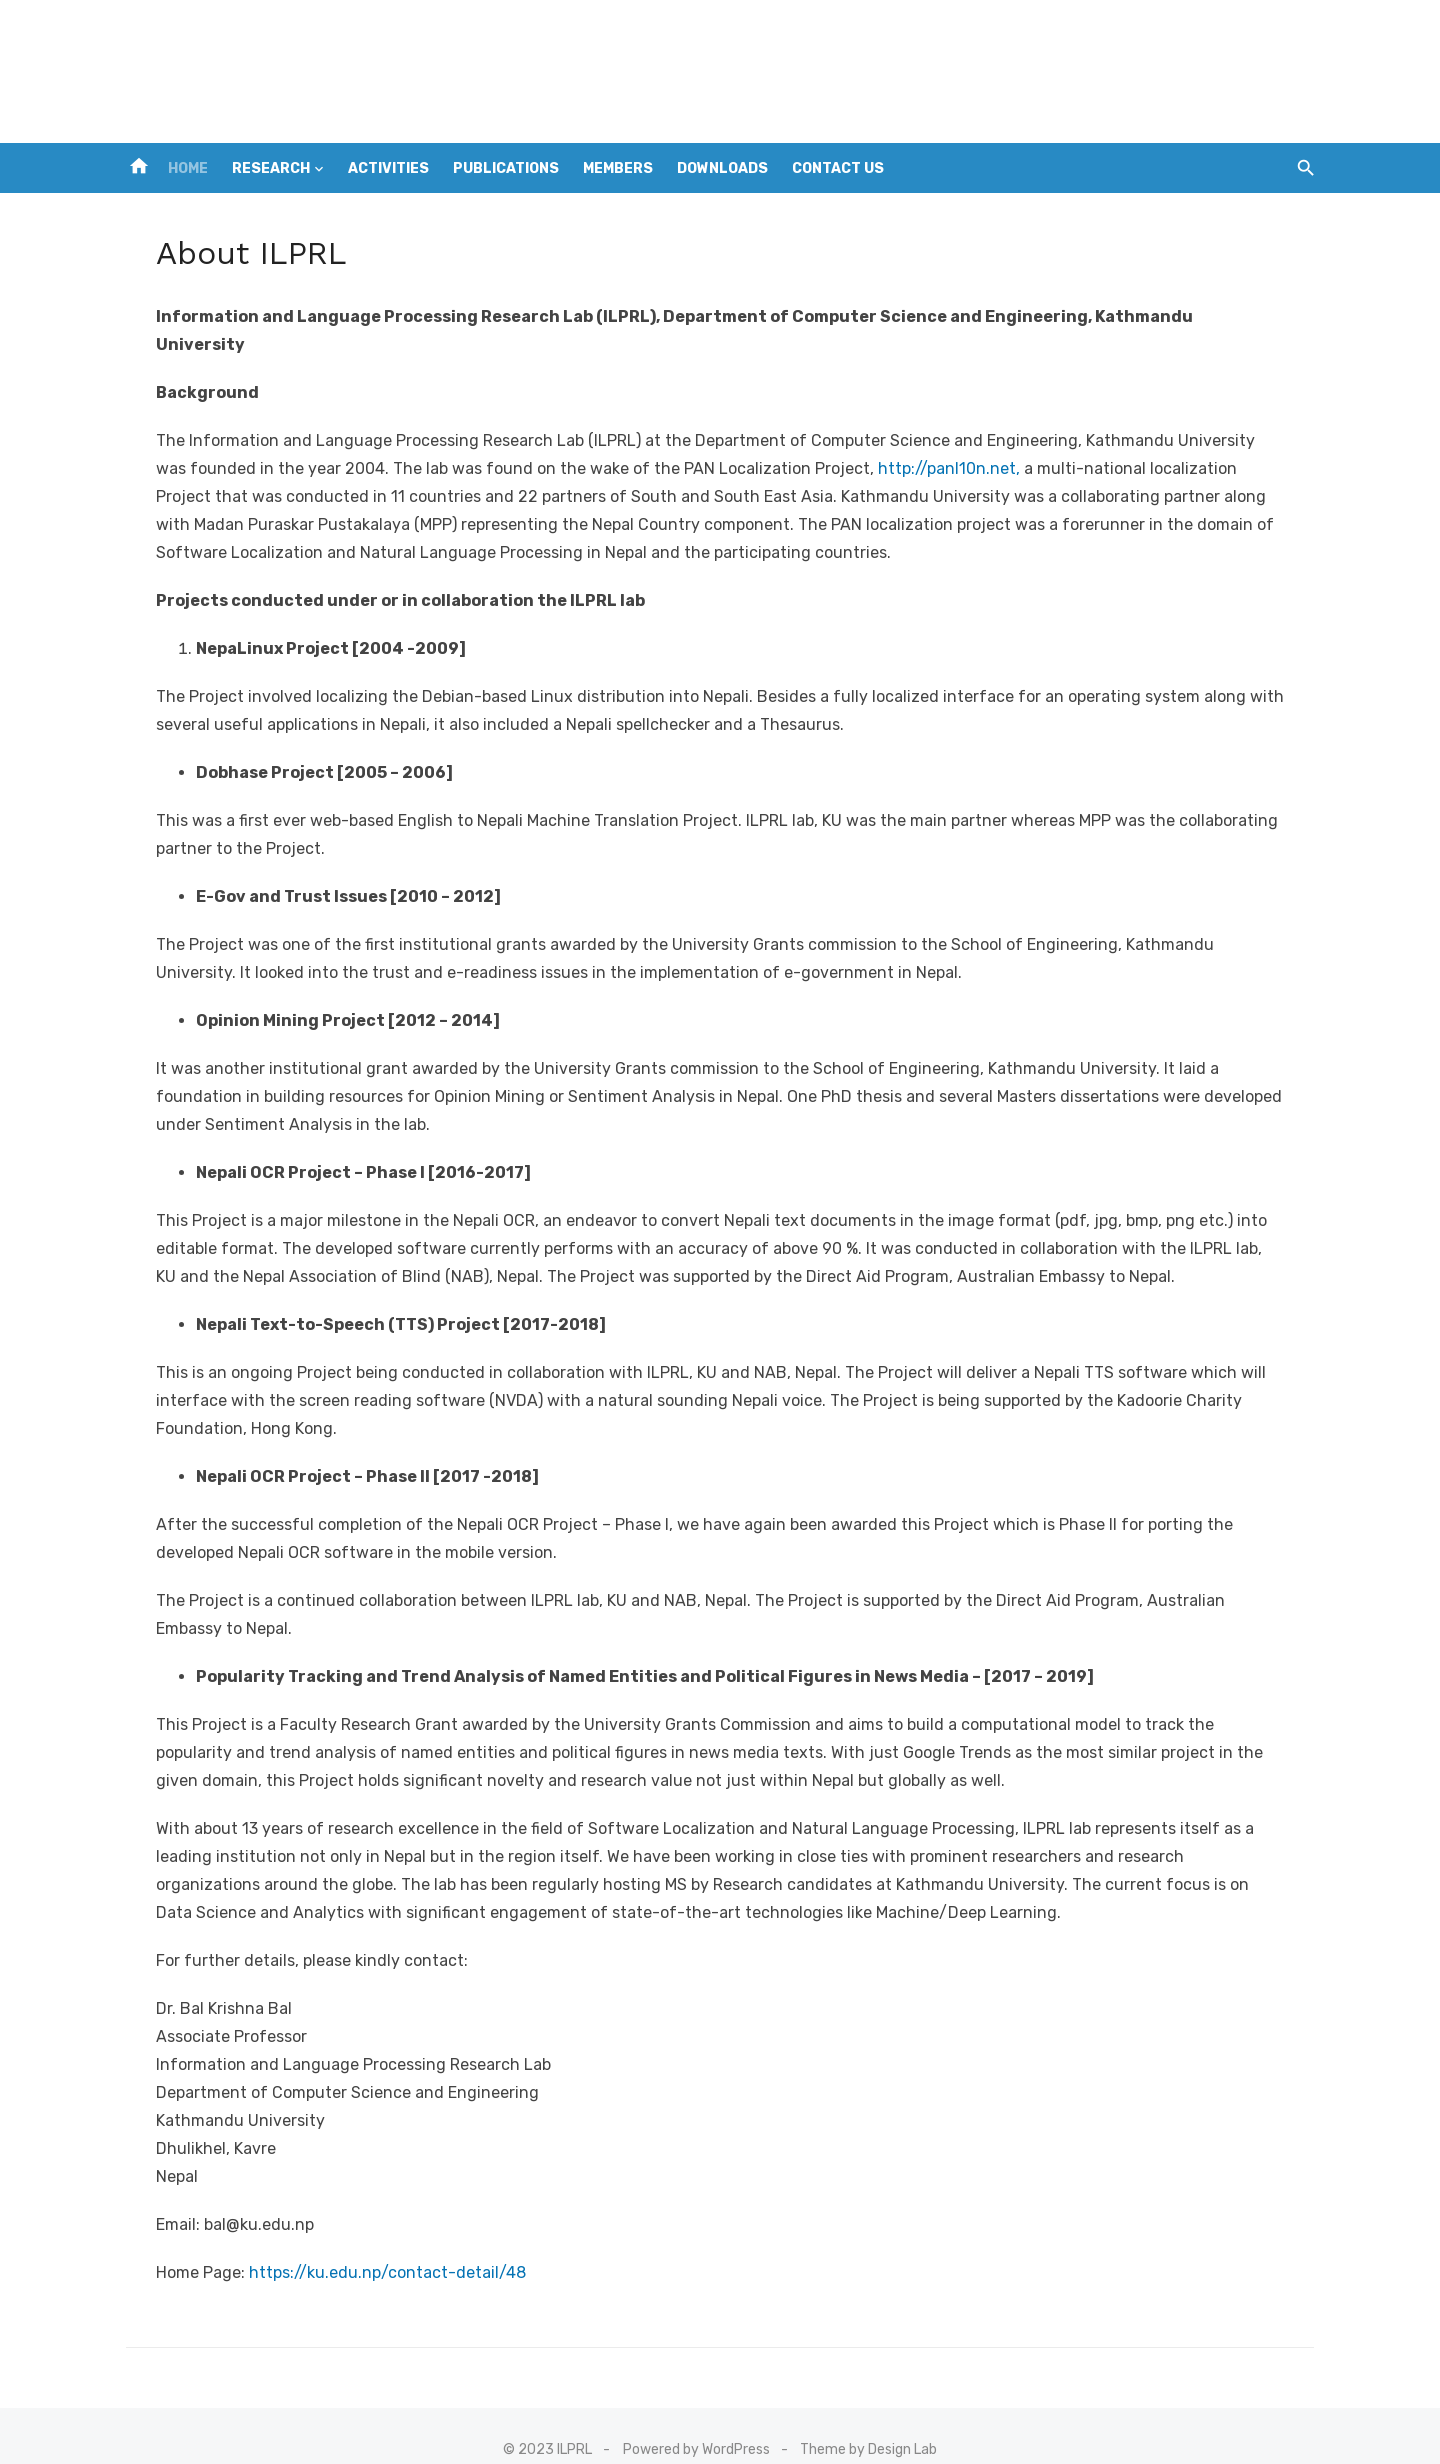 HOME RESEARCH ACTIVITIES PUBLICATIONS MEMBERS DOWNLOADS CONTACT US
About ILPRL
Information and Language Processing Research Lab (ILPRL), Department of Computer Science and Engineering, Kathmandu
University
Background
The Information and Language Processing Research Lab (ILPRL) at the Department of Computer Science and Engineering, Kathmandu University
was founded in the year 2004. The lab was found on the wake of the PAN Localization Project, http://panl10n.net, a multi-national localization
Project that was conducted in 11 countries and 22 partners of South and South East Asia. Kathmandu University was a collaborating partner along
with Madan Puraskar Pustakalaya (MPP) representing the Nepal Country component. The PAN localization project was a forerunner in the domain of
Software Localization and Natural Language Processing in Nepal and the participating countries.
Projects conducted under or in collaboration the ILPRL lab
1. NepaLinux Project [2004 -2009]
The Project involved localizing the Debian-based Linux distribution into Nepali. Besides a fully localized interface for an operating system along with
several useful applications in Nepali, it also included a Nepali spellchecker and a Thesaurus.
• Dobhase Project [2005 – 2006]
This was a first ever web-based English to Nepali Machine Translation Project. ILPRL lab, KU was the main partner whereas MPP was the collaborating
partner to the Project.
• E-Gov and Trust Issues [2010 – 2012]
The Project was one of the first institutional grants awarded by the University Grants commission to the School of Engineering, Kathmandu
University. It looked into the trust and e-readiness issues in the implementation of e-government in Nepal.
• Opinion Mining Project [2012 – 2014]
It was another institutional grant awarded by the University Grants commission to the School of Engineering, Kathmandu University. It laid a
foundation in building resources for Opinion Mining or Sentiment Analysis in Nepal. One PhD thesis and several Masters dissertations were developed
under Sentiment Analysis in the lab.
• Nepali OCR Project – Phase I [2016-2017]
This Project is a major milestone in the Nepali OCR, an endeavor to convert Nepali text documents in the image format (pdf, jpg, bmp, png etc.) into
editable format. The developed software currently performs with an accuracy of above 90 %. It was conducted in collaboration with the ILPRL lab,
KU and the Nepal Association of Blind (NAB), Nepal. The Project was supported by the Direct Aid Program, Australian Embassy to Nepal.
• Nepali Text-to-Speech (TTS) Project [2017-2018]
This is an ongoing Project being conducted in collaboration with ILPRL, KU and NAB, Nepal. The Project will deliver a Nepali TTS software which will
interface with the screen reading software (NVDA) with a natural sounding Nepali voice. The Project is being supported by the Kadoorie Charity
Foundation, Hong Kong.
• Nepali OCR Project – Phase II [2017 -2018]
After the successful completion of the Nepali OCR Project – Phase I, we have again been awarded this Project which is Phase II for porting the
developed Nepali OCR software in the mobile version.
The Project is a continued collaboration between ILPRL lab, KU and NAB, Nepal. The Project is supported by the Direct Aid Program, Australian
Embassy to Nepal.
• Popularity Tracking and Trend Analysis of Named Entities and Political Figures in News Media – [2017 – 2019]
This Project is a Faculty Research Grant awarded by the University Grants Commission and aims to build a computational model to track the
popularity and trend analysis of named entities and political figures in news media texts. With just Google Trends as the most similar project in the
given domain, this Project holds significant novelty and research value not just within Nepal but globally as well.
With about 13 years of research excellence in the field of Software Localization and Natural Language Processing, ILPRL lab represents itself as a
leading institution not only in Nepal but in the region itself. We have been working in close ties with prominent researchers and research
organizations around the globe. The lab has been regularly hosting MS by Research candidates at Kathmandu University. The current focus is on
Data Science and Analytics with significant engagement of state-of-the-art technologies like Machine/Deep Learning.
For further details, please kindly contact:
Dr. Bal Krishna Bal
Associate Professor
Information and Language Processing Research Lab
Department of Computer Science and Engineering
Kathmandu University
Dhulikhel, Kavre
Nepal
Email: bal@ku.edu.np
Home Page: https://ku.edu.np/contact-detail/48
© 2023 ILPRL - Powered by WordPress - Theme by Design Lab